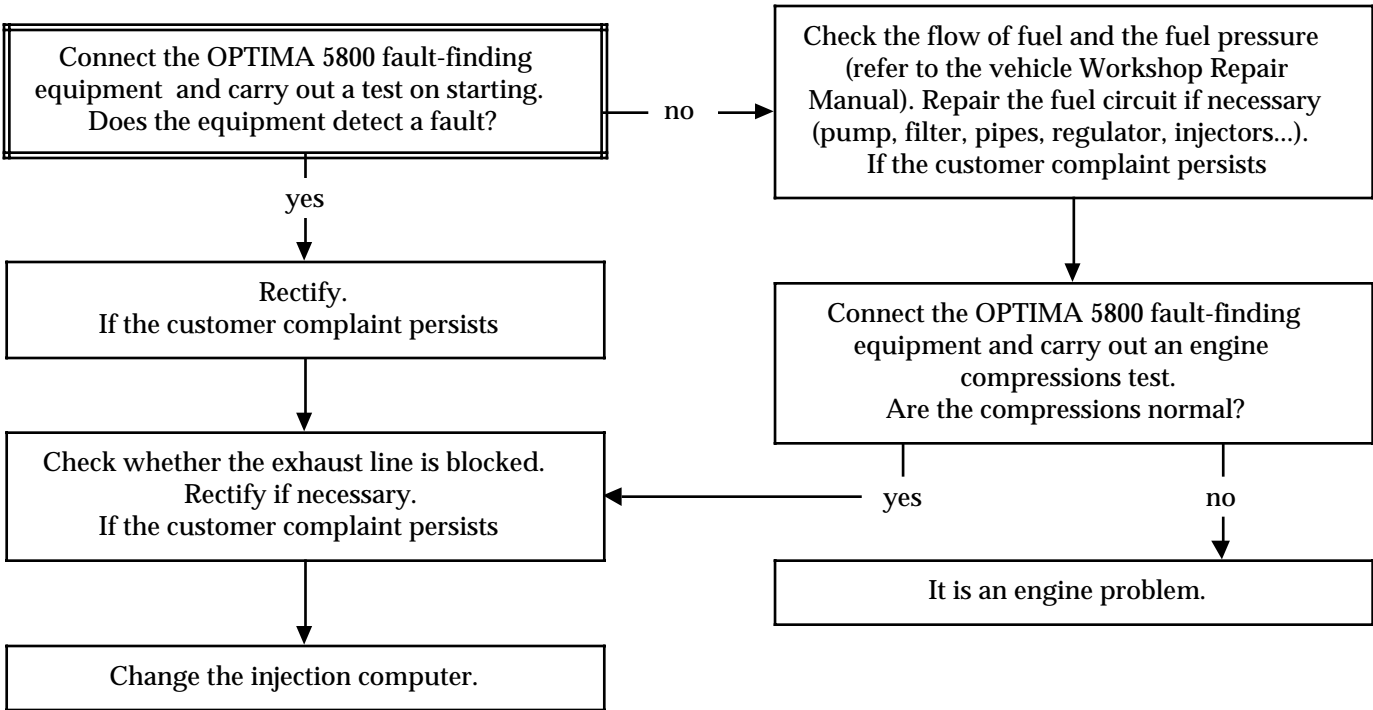 Connect the OPTIMA 5800 fault-finding
equipment and carry out a test on starting.
Does the equipment detect a fault?
no
Check the flow of fuel and the fuel pressure
(refer to the vehicle Workshop Repair
Manual). Repair the fuel circuit if necessary
(pump, filter, pipes, regulator, injectors...).
If the customer complaint persists
yes
Rectify.
If the customer complaint persists
Connect the OPTIMA 5800 fault-finding
equipment and carry out an engine
compressions test.
Are the compressions normal?
Check whether the exhaust line is blocked.
Rectify if necessary.
If the customer complaint persists
yes
no
It is an engine problem.
Change the injection computer.